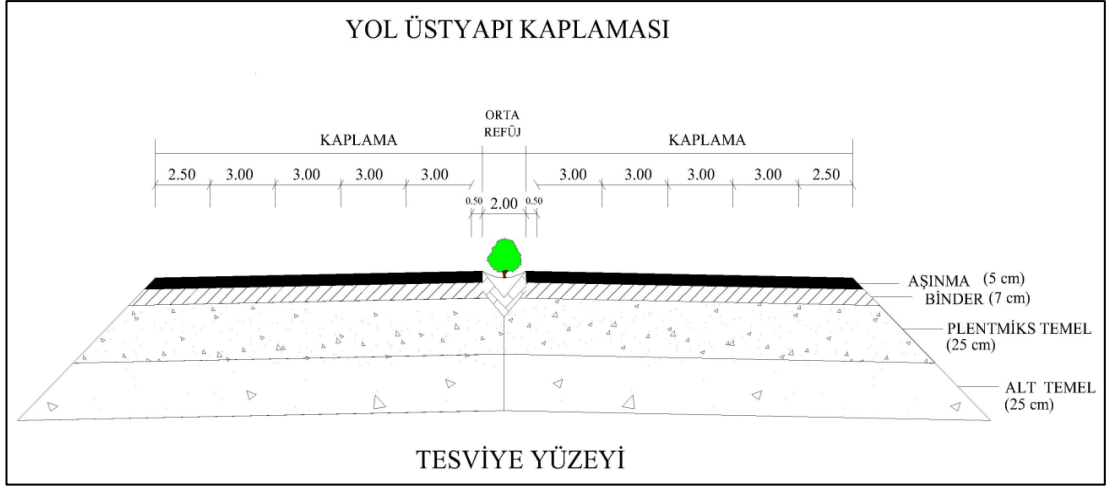 YOL ÜSTYAPI KAPLAMASI
ORTA
REFÜJ
KAPLAMA KAPLAMA
2.50 3.00 3.00 3.00 3.00 3.00 3.00 3.00 3.00 2.50
0.50 2.00 0.50
AŞINMA (5 cm)
BİNDER (7 cm)
PLENTMİKS TEMEL
(25 cm)
ALT TEMEL
(25 cm)
TESVİYE YÜZEYİ